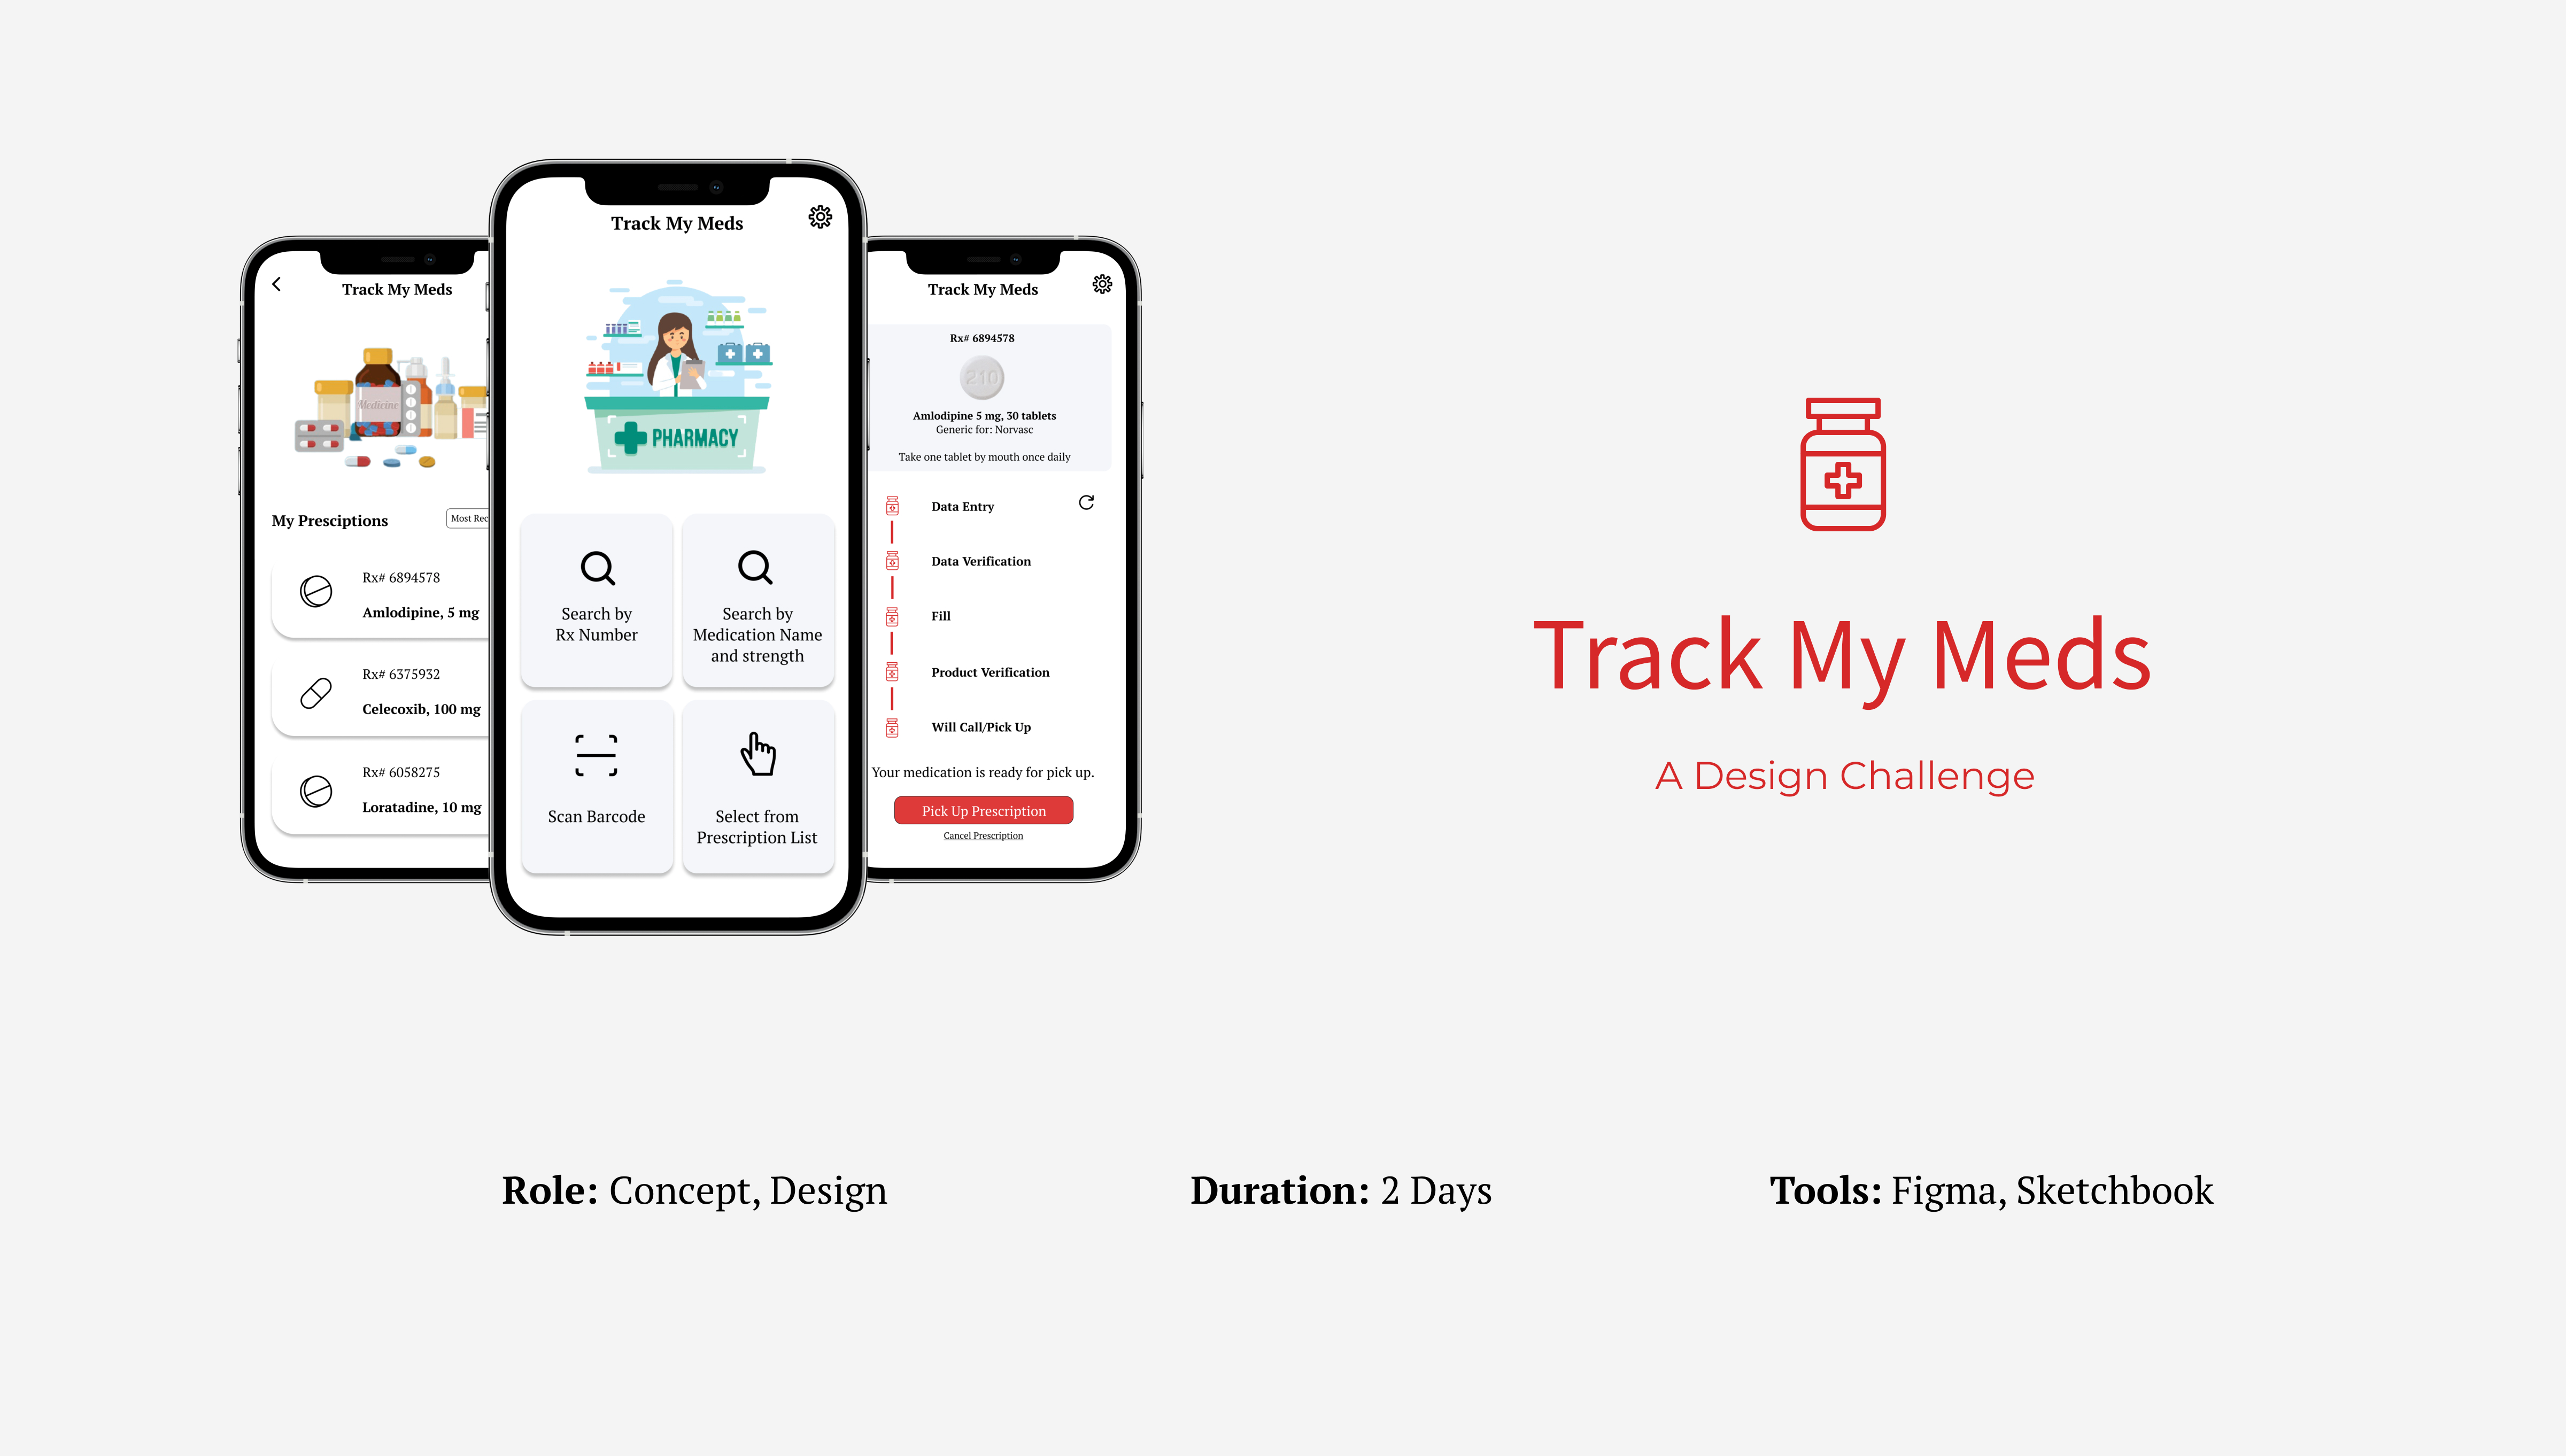 Track My Meds
My Presciptions
Most Rec
Rx# 6894578
Amlodipine, 5 mg
Rx# 6375932
Celecoxib, 100 mg
Rx# 6058275
Loratadine, 10 mg
Medicine
Track My Meds
PHARMACY
Search by
Rx Number
Search by
Medication Name
and strength
Scan Barcode
Select from
Prescription List
Track My Meds
Rx# 6894578
210
Amlodipine 5 mg, 30 tablets
Generic for: Norvasc
Take one tablet by mouth once daily
Data Entry
Data Verification
Fill
Product Verification
Will Call/Pick Up
Your medication is ready for pick up.
Pick Up Prescription
Cancel Prescription
Track My Meds
A Design Challenge
Role: Concept, Design
Duration: 2 Days
Tools: Figma, Sketchbook